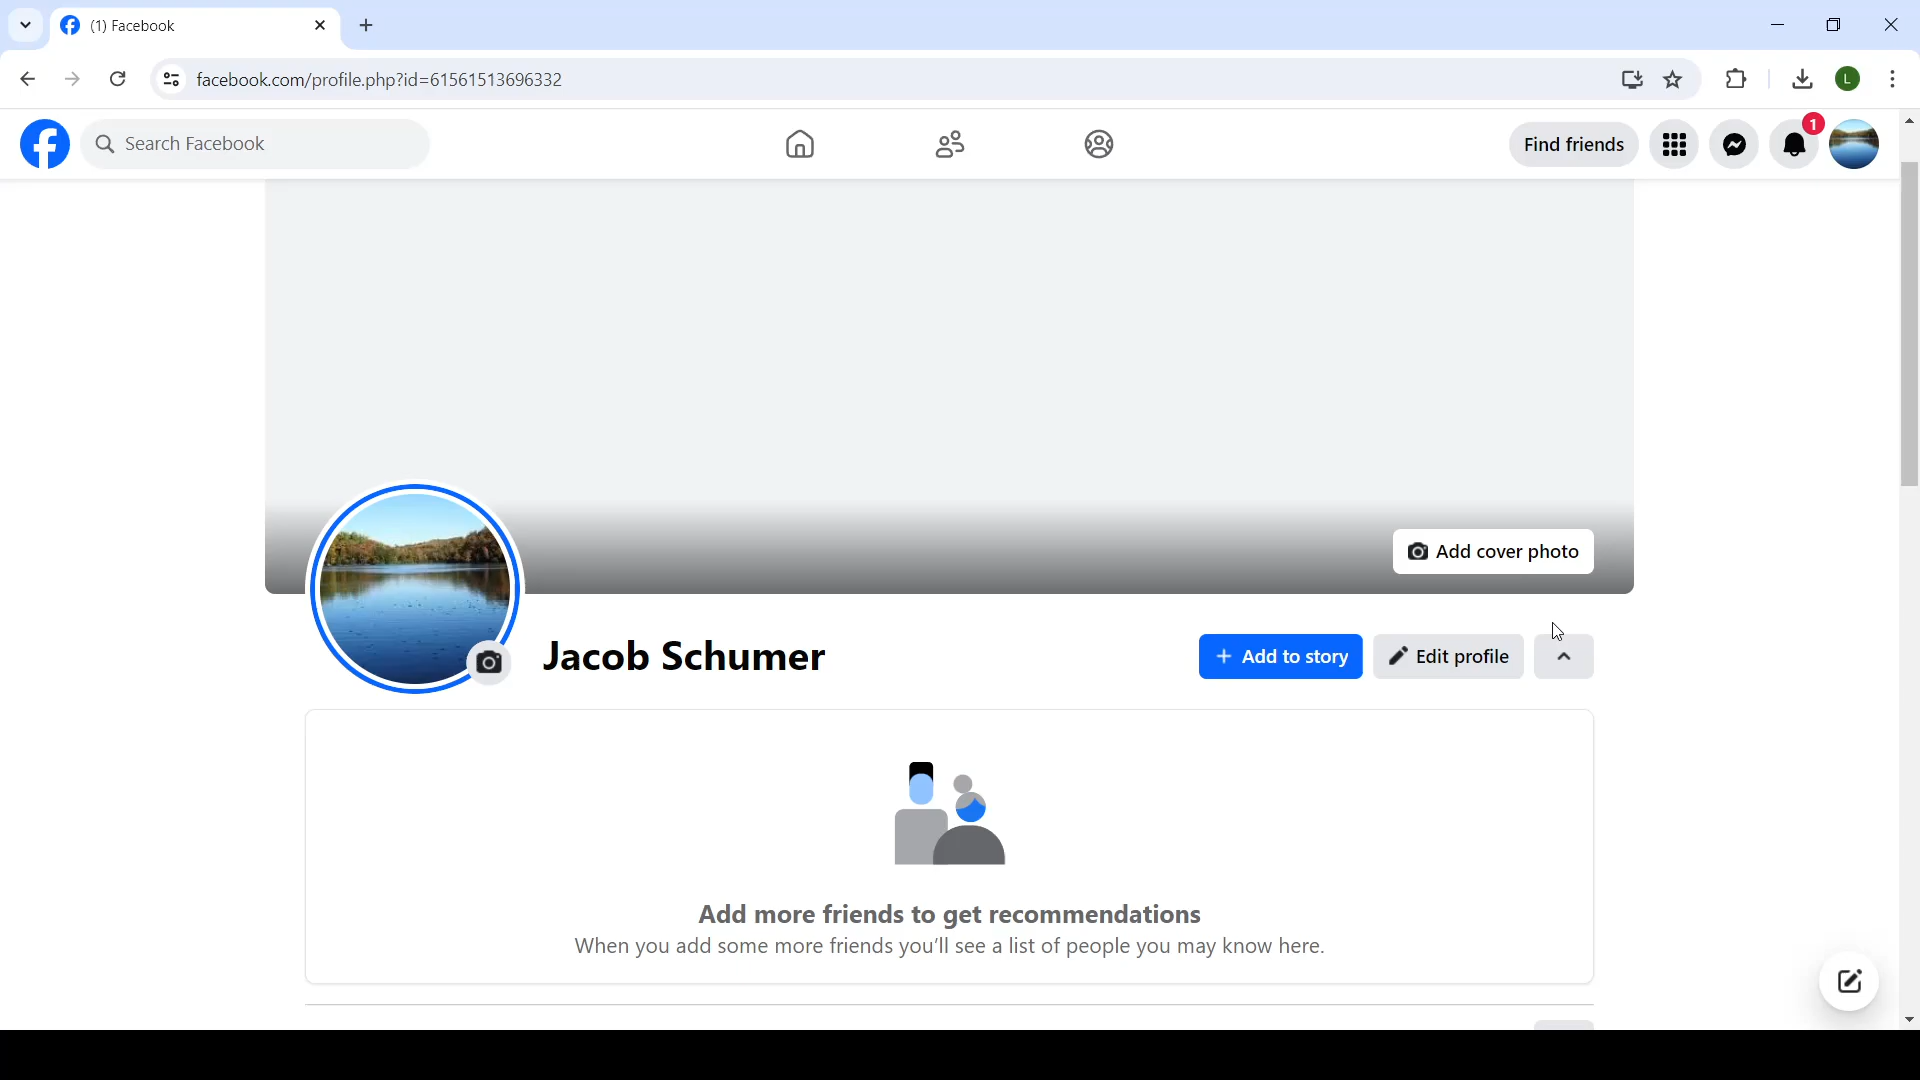 (1) Facebook
facebook.com/profile.php?id=61561513696332
L
Search Facebook
Find friends
1
Add cover photo
Jacob Schumer
Add to story
Edit profile
Add more friends to get recommendations
When you add some more friends you'll see a list of people you may know here.